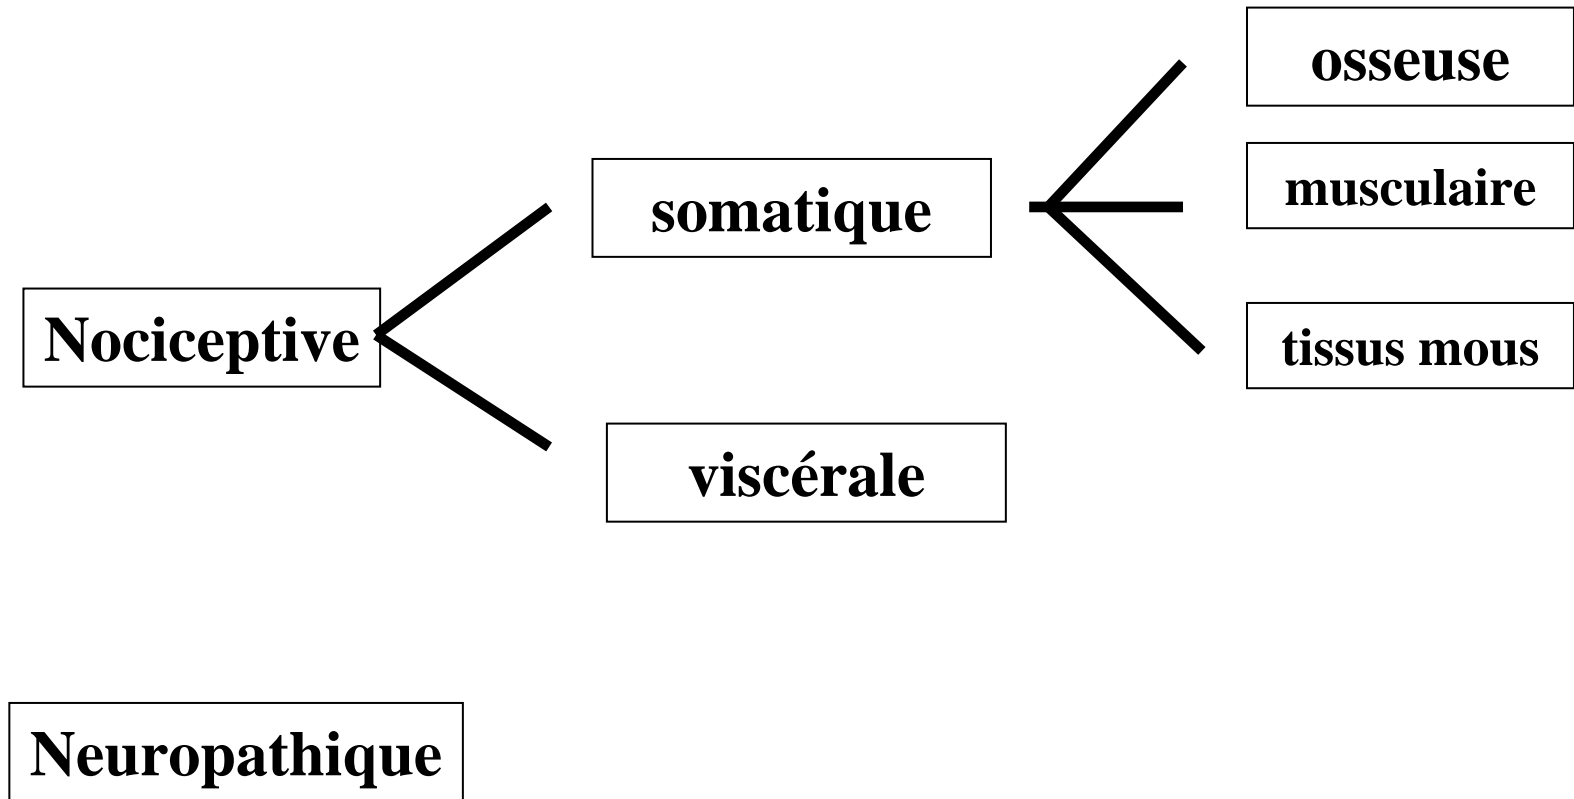 osseuse
somatique
musculaire
Nociceptive
tissus mous
viscérale
Neuropathique